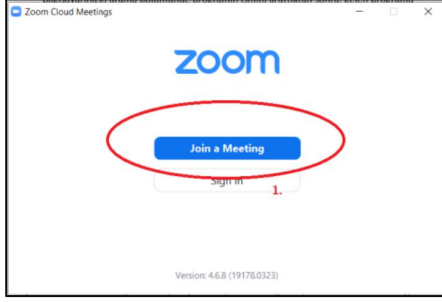 Zoom Cloud Meetings
zoom
Join a Meeting
Sign In
1.
Version: 4.6.8 (19178.0323)